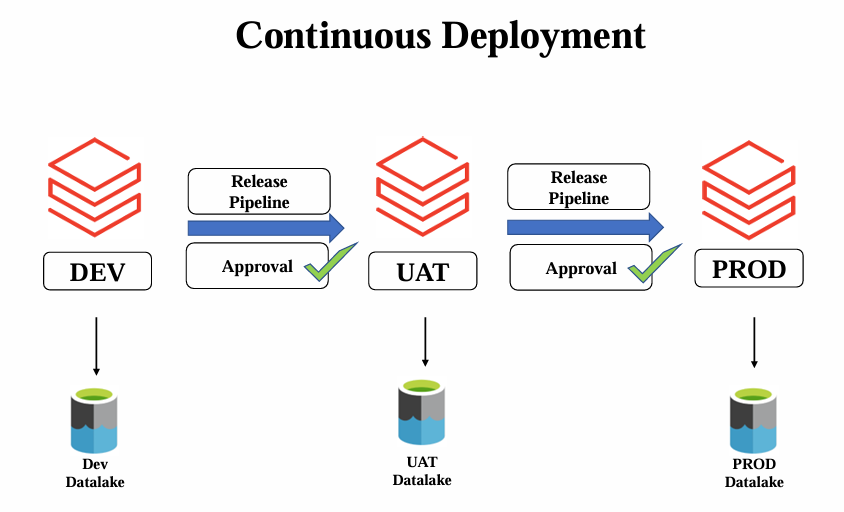 Continuous Deployment
Release
Pipeline
Release
Pipeline
Approval
Approval
DEV
UAT
PROD
Dev
Datalake
UAT
Datalake
PROD
Datalake